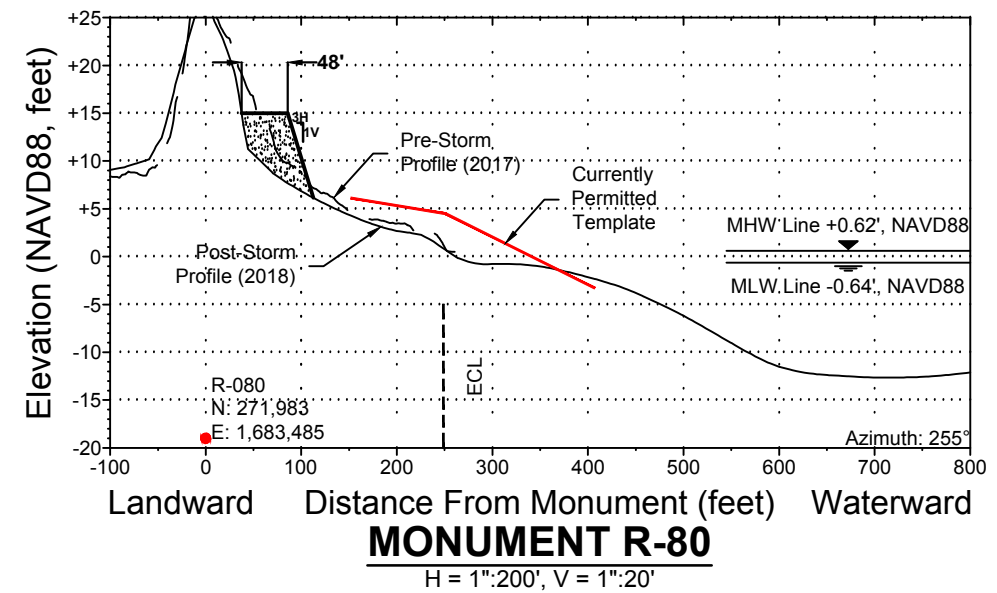 +25
+20
+15
+10
+5
0
-5
-10
-15
-20
Elevation (NAVD88, feet)
48'
3H
1V
Pre-Storm
Profile (2017)
Currently
Permitted
Template
MHW Line +0.62', NAVD88
MLW Line -0.64', NAVD88
Post-Storm
Profile (2018)
ECL
R-080
N: 271,983
E: 1,683,485
Azimuth: 255°
-100 0 100 200 300 400 500 600 700 800
Landward Distance From Monument (feet) Waterward
MONUMENT R-80
H = 1":200', V = 1":20'